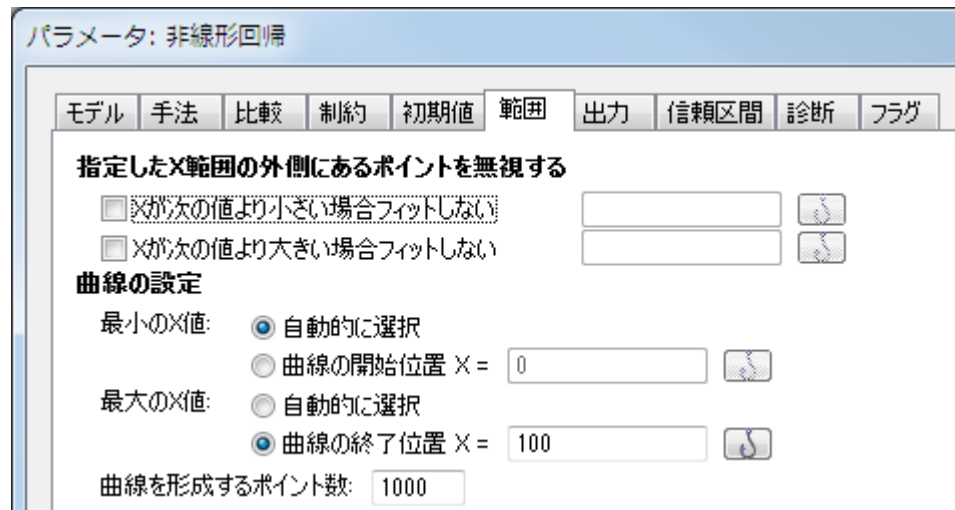 パラメータ: 非線形回帰
モデル 手法 比較 制約 初期値 範囲 出力 信頼区間 診断 フラグ
指定したX範囲の外側にあるポイントを無視する
Xが次の値より小さい場合フィットしない
Xが次の値より大きい場合フィットしない
曲線の設定
最小のX値: 自動的に選択
曲線の開始位置 X = 0
最大のX値: 自動的に選択
曲線の終了位置 X = 100
曲線を形成するポイント数: 1000